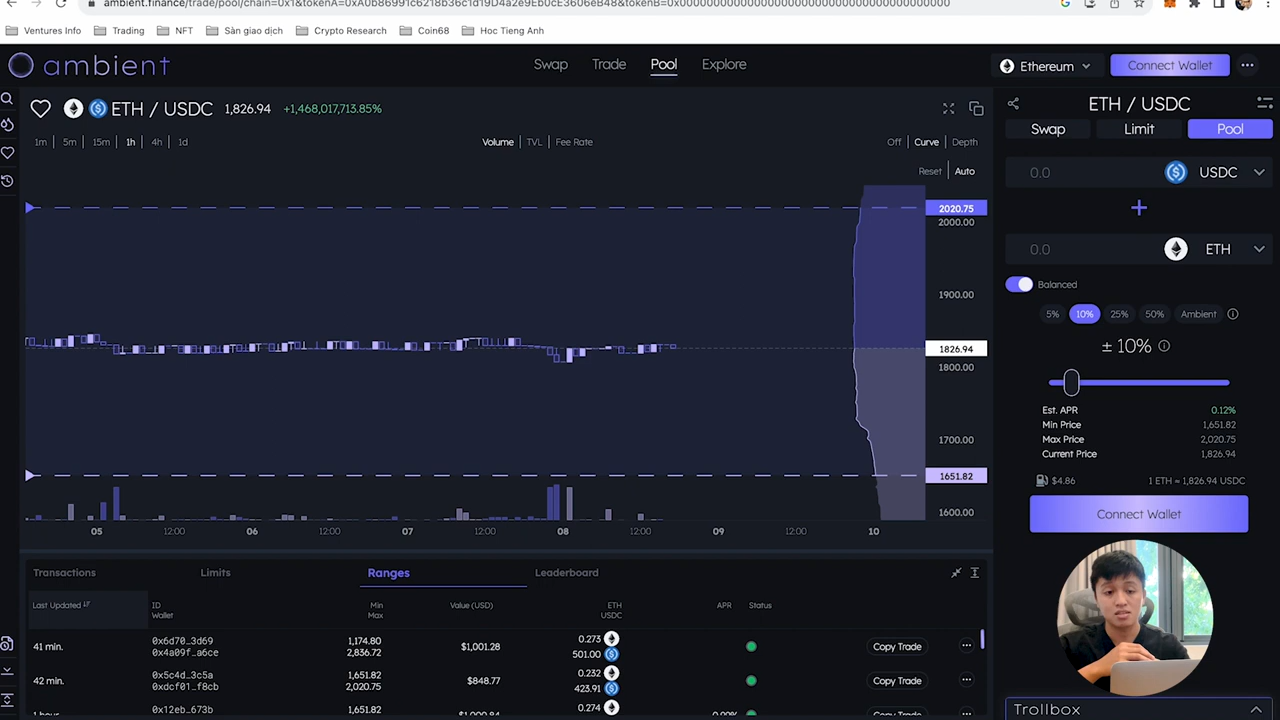 ambient.finance/trade/pool/chain=0x1&tokenA=0xA0b86991c6218b36c1d19D4a2e9Eb0cE3606eB48&tokenB=0x0000000000000000000000000000000000000000
Ventures Info Trading NFT Sàn giao dịch Crypto Research Coin68 Hoc Tieng Anh
ambient Swap Trade Pool Explore Ethereum Connect Wallet
ETH / USDC 1,826.94 +1,468,017,713.85%
1m 5m 15m 1h 4h 1d Volume TVL Fee Rate Off Curve Depth
Reset Auto
2020.75
2000.00
1900.00
1826.94
1800.00
1700.00
1651.82
1600.00
05 12:00 06 12:00 07 12:00 08 12:00 09 12:00 10
ETH / USDC
Swap Limit Pool
0.0 USDC
+
0.0 ETH
Balanced
5% 10% 25% 50% Ambient
± 10%
Est. APR 0.12%
Min Price 1,651.82
Max Price 2,020.75
Current Price 1,826.94
$4.86 1 ETH ≈ 1,826.94 USDC
Connect Wallet
Transactions Limits Ranges Leaderboard
Last Updated ID Min Value (USD) ETH APR Status
Wallet Max USDC
41 min. 0x6d70…3d69 1,174.80 $1,001.28 0.273 Copy Trade
0x4a09f…a6ce 2,836.72 501.00
42 min. 0x5c4d…3c5a 1,651.82 $848.77 0.232 Copy Trade
0xdcf01…f8cb 2,020.75 423.91
0x12eb…673b 1,651.82 0.274
Trollbox